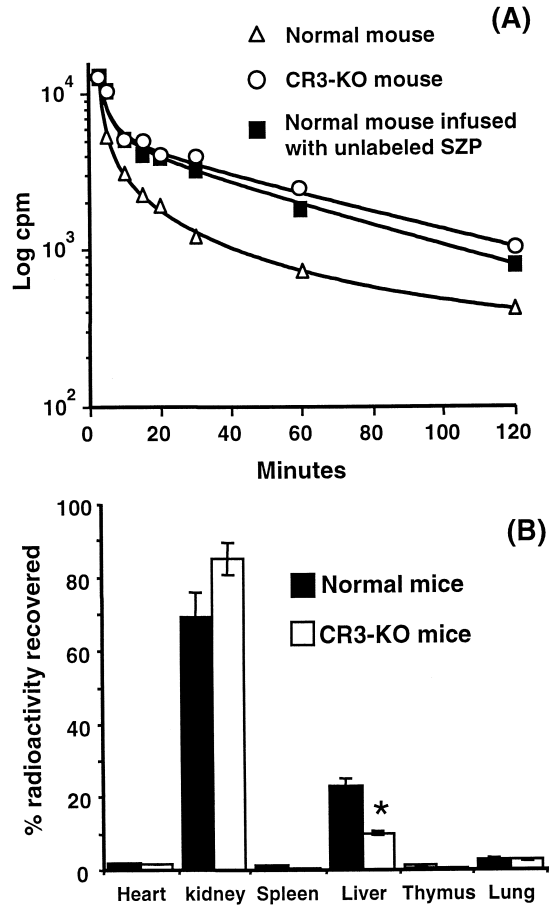 (A)
Normal mouse
CR3-KO mouse
Normal mouse infused
with unlabeled SZP
10^4
10^3
10^2
Log cpm
0 20 40 60 80 100 120
Minutes
(B)
Normal mice
CR3-KO mice
100
80
60
40
20
0
% radioactivity recovered
*
Heart kidney Spleen Liver Thymus Lung